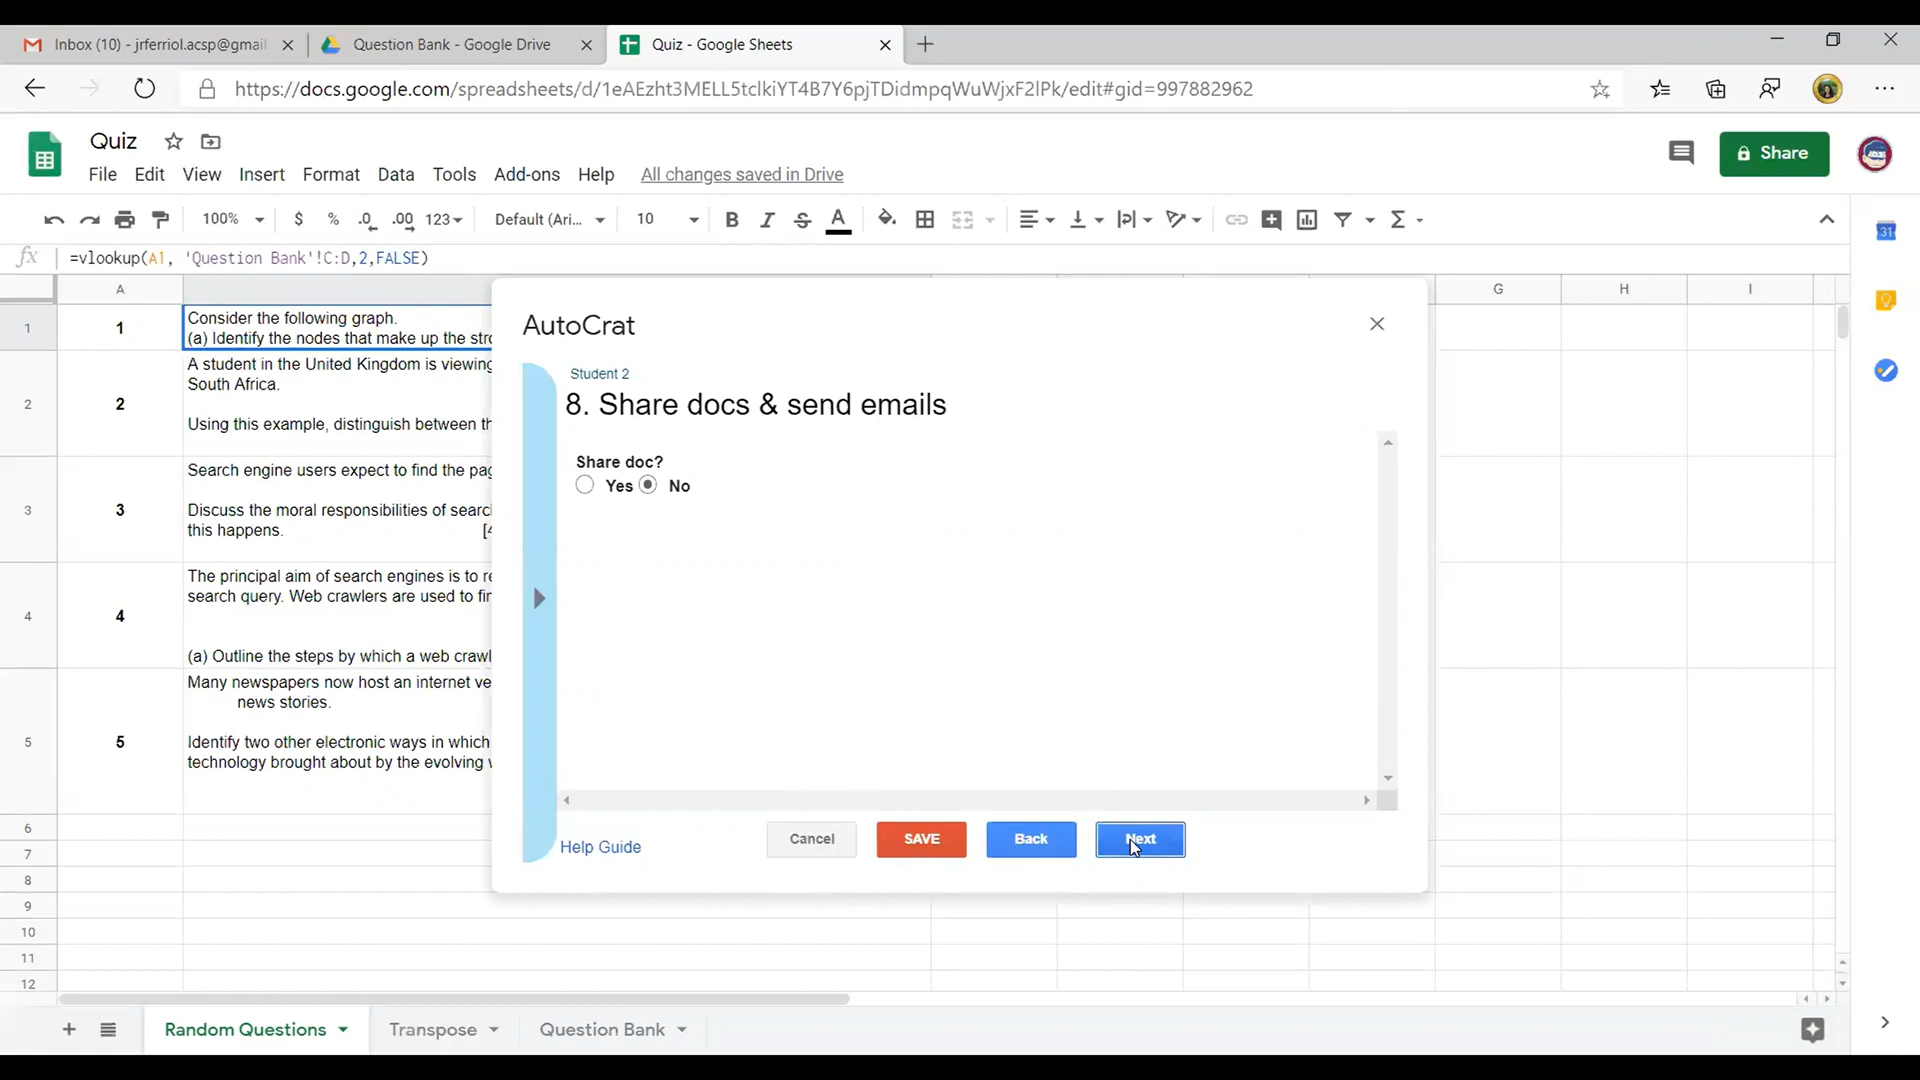 Inbox (10) - jrferriol.acsp@gmail
Question Bank - Google Drive
Quiz - Google Sheets
https://docs.google.com/spreadsheets/d/1eAEzht3MELL5tclkiYT4B7Y6pjTDidmpqWuWjxF2lPk/edit#gid=997882962
Quiz
File Edit View Insert Format Data Tools Add-ons Help All changes saved in Drive
Share
100% $ % .0 .00 123 Default (Ari... 10 B I S A
fx =vlookup(A1, 'Question Bank'!C:D,2,FALSE)
A G H I
1 1 Consider the following graph.
(a) Identify the nodes that make up the
2 2 A student in the United Kingdom is viewing
South Africa.
Using this example, distinguish between
3 3 Search engine users expect to find the
Discuss the moral responsibilities of
this happens. [4
4 4 The principal aim of search engines is to
search query. Web crawlers are used to
(a) Outline the steps by which a web
5 5 Many newspapers now host an internet
news stories.
Identify two other electronic ways in which
technology brought about by the evolving
6
7
8
9
10
11
12
AutoCrat
Student 2
8. Share docs & send emails
Share doc?
Yes No
Help Guide
Cancel SAVE Back Next
Random Questions Transpose Question Bank
31